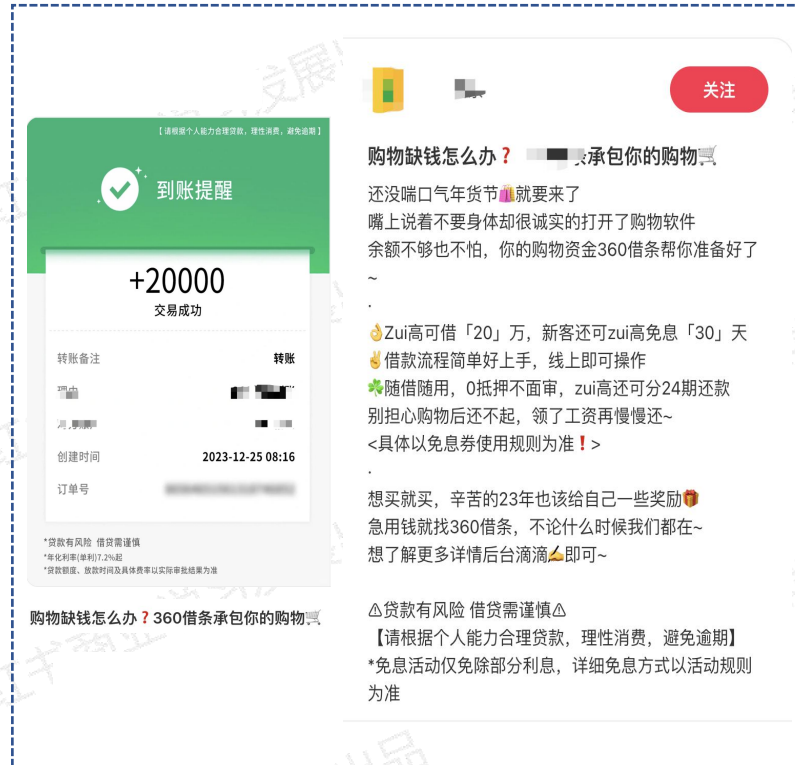 【请根据个人能力合理贷款，理性消费，避免逾期】
到账提醒
+20000
交易成功
转账备注 转账
创建时间 2023-12-25 08:16
订单号
*贷款有风险 借贷需谨慎
*年化利率(单利)7.2%起
*贷款额度、放款时间及具体费率以实际审批结果为准
购物缺钱怎么办❓360借条承包你的购物🛒
关注
购物缺钱怎么办❓ 承包你的购物🛒
还没喘口气年货节🛍️就要来了
嘴上说着不要身体却很诚实的打开了购物软件
余额不够也不怕，你的购物资金360借条帮你准备好了
~
.
👌Zui高可借「20」万，新客还可zui高免息「30」天
✌️借款流程简单好上手，线上即可操作
🍀随借随用，0抵押不面审，zui高还可分24期还款
别担心购物后还不起，领了工资再慢慢还~
<具体以免息券使用规则为准❗>
.
想买就买，辛苦的23年也该给自己一些奖励🎁
急用钱就找360借条，不论什么时候我们都在~
想了解更多详情后台滴滴✍️即可~
⚠贷款有风险 借贷需谨慎⚠
【请根据个人能力合理贷款，理性消费，避免逾期】
*免息活动仅免除部分利息，详细免息方式以活动规则
为准